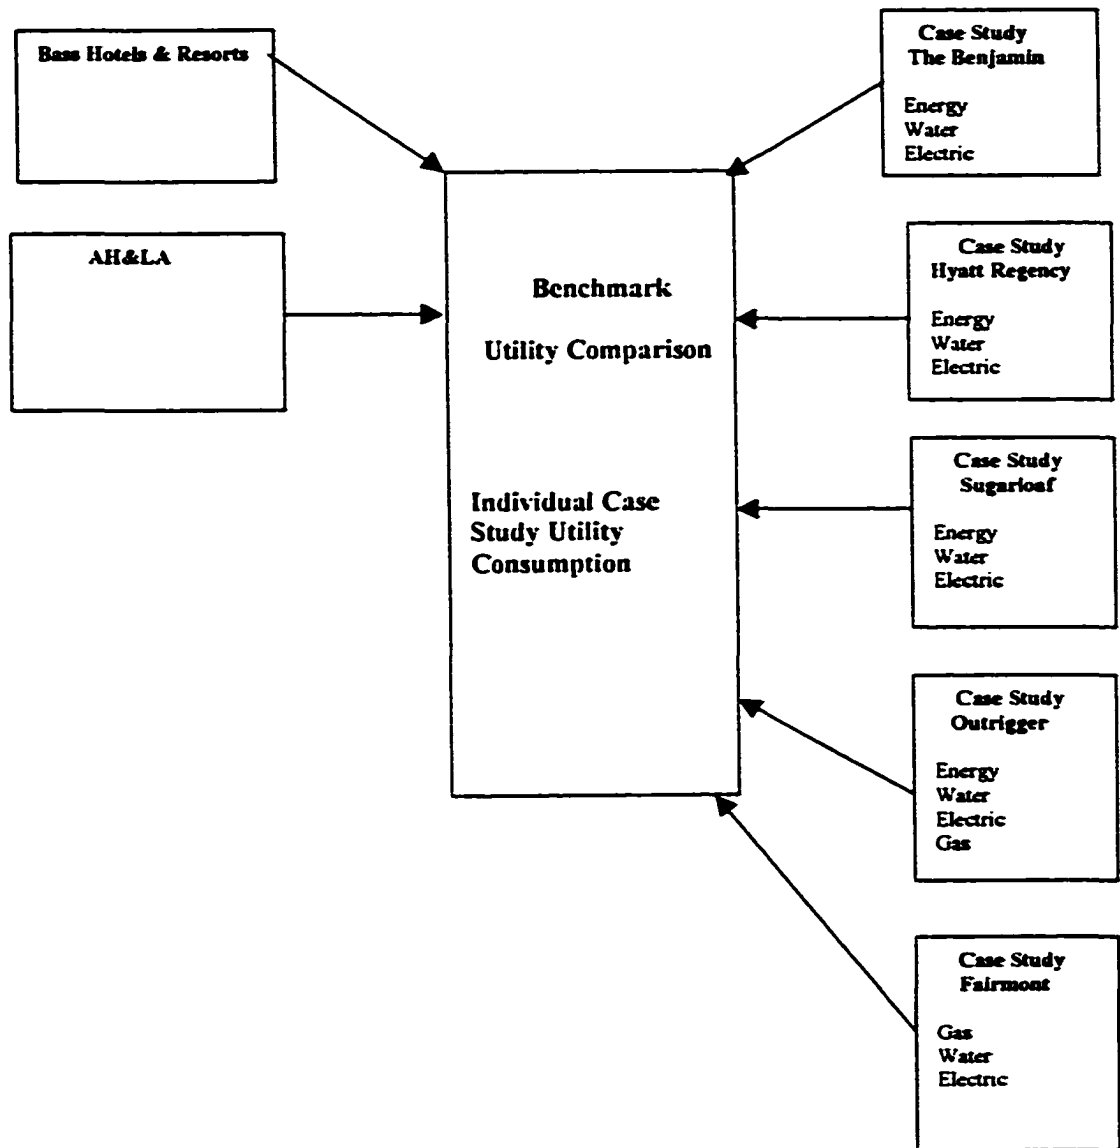 Bass Hotels & Resorts
AH&LA
Benchmark
Utility Comparison
Individual Case
Study Utility
Consumption
Case Study
The Benjamin
Energy
Water
Electric
Case Study
Hyatt Regency
Energy
Water
Electric
Case Study
Sugarloaf
Energy
Water
Electric
Case Study
Outrigger
Energy
Water
Electric
Gas
Case Study
Fairmont
Gas
Water
Electric